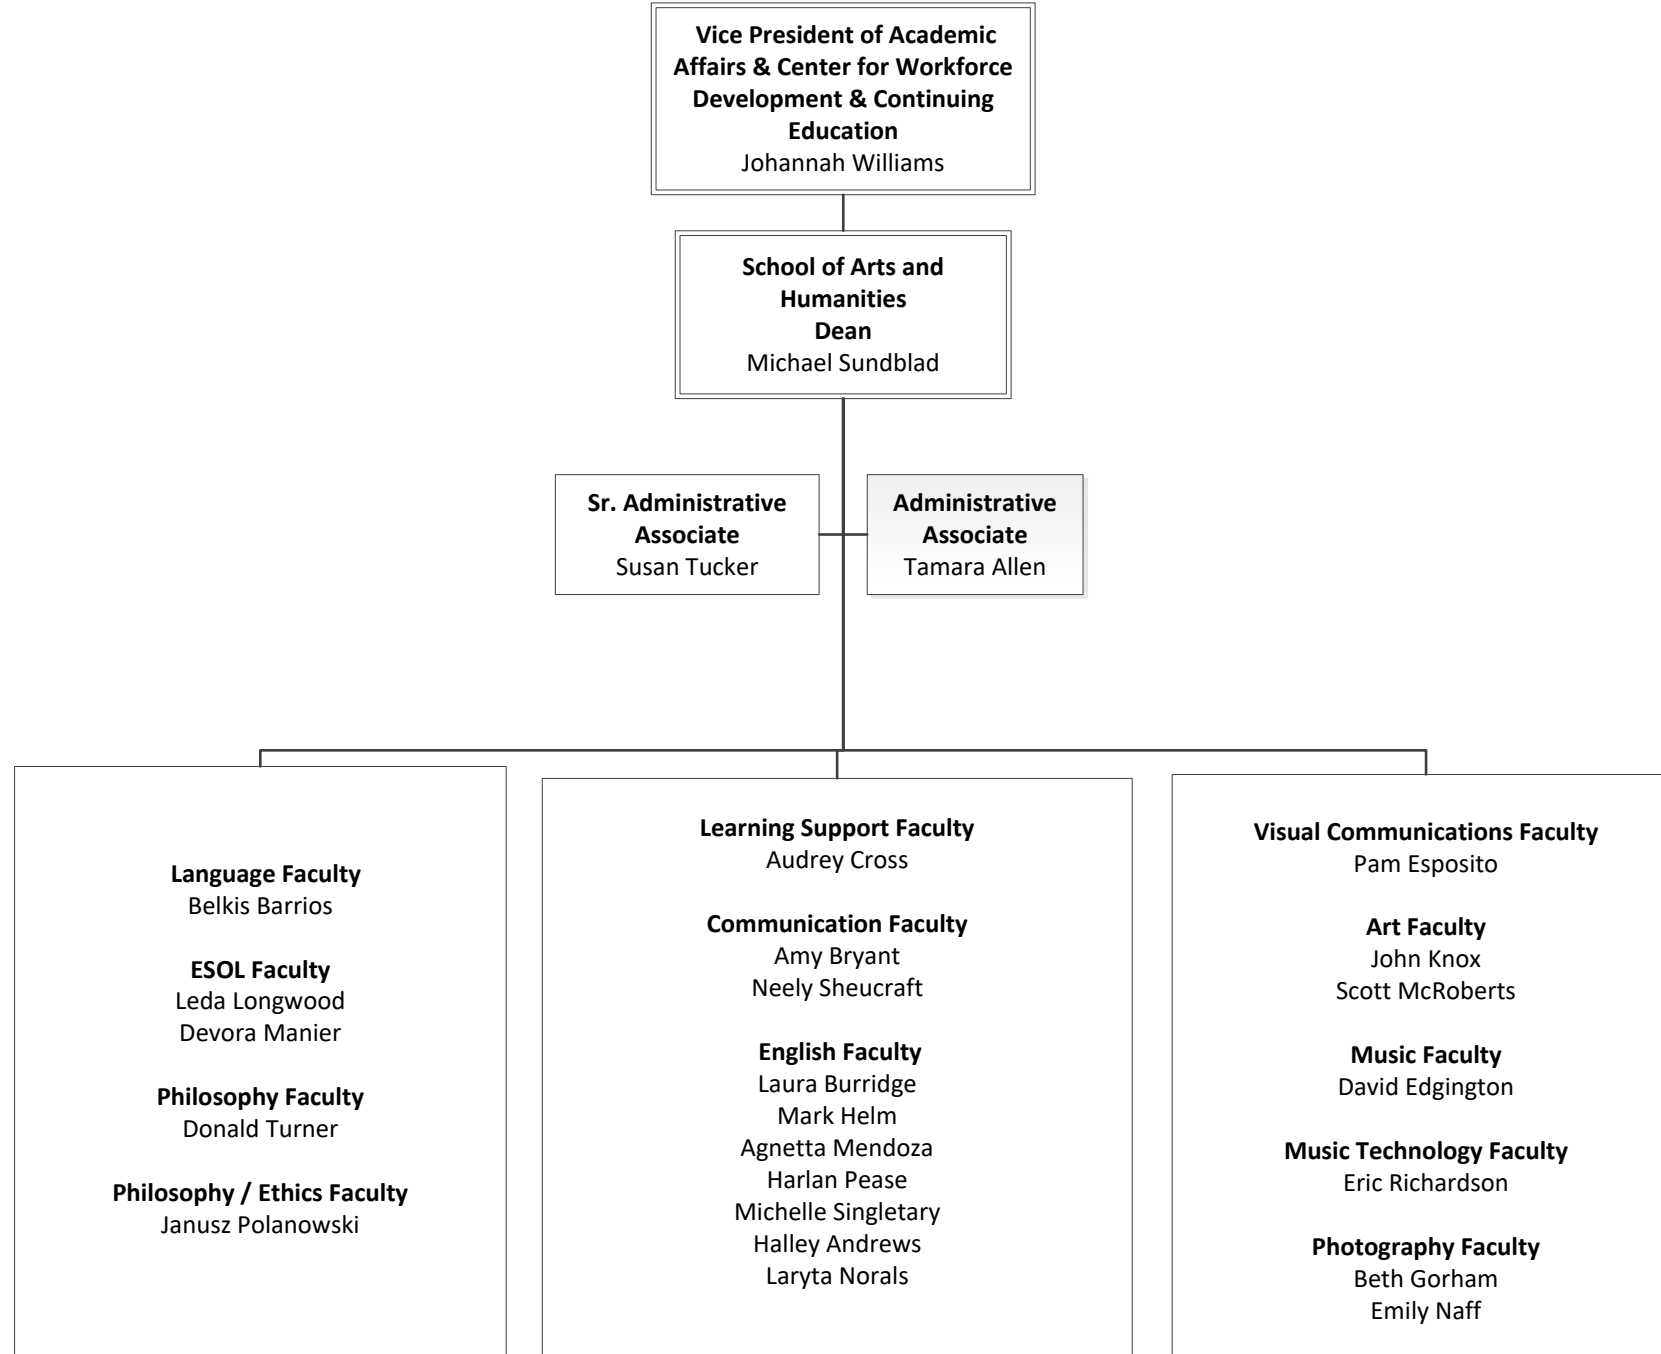 Vice President of Academic
Affairs & Center for Workforce
Development & Continuing
Education
Johannah Williams
School of Arts and
Humanities
Dean
Michael Sundblad
Sr. Administrative
Associate
Susan Tucker
Administrative
Associate
Tamara Allen
Language Faculty
Belkis Barrios
ESOL Faculty
Leda Longwood
Devora Manier
Philosophy Faculty
Donald Turner
Philosophy / Ethics Faculty
Janusz Polanowski
Learning Support Faculty
Audrey Cross
Communication Faculty
Amy Bryant
Neely Sheucraft
English Faculty
Laura Burridge
Mark Helm
Agnetta Mendoza
Harlan Pease
Michelle Singletary
Halley Andrews
Laryta Norals
Visual Communications Faculty
Pam Esposito
Art Faculty
John Knox
Scott McRoberts
Music Faculty
David Edgington
Music Technology Faculty
Eric Richardson
Photography Faculty
Beth Gorham
Emily Naff